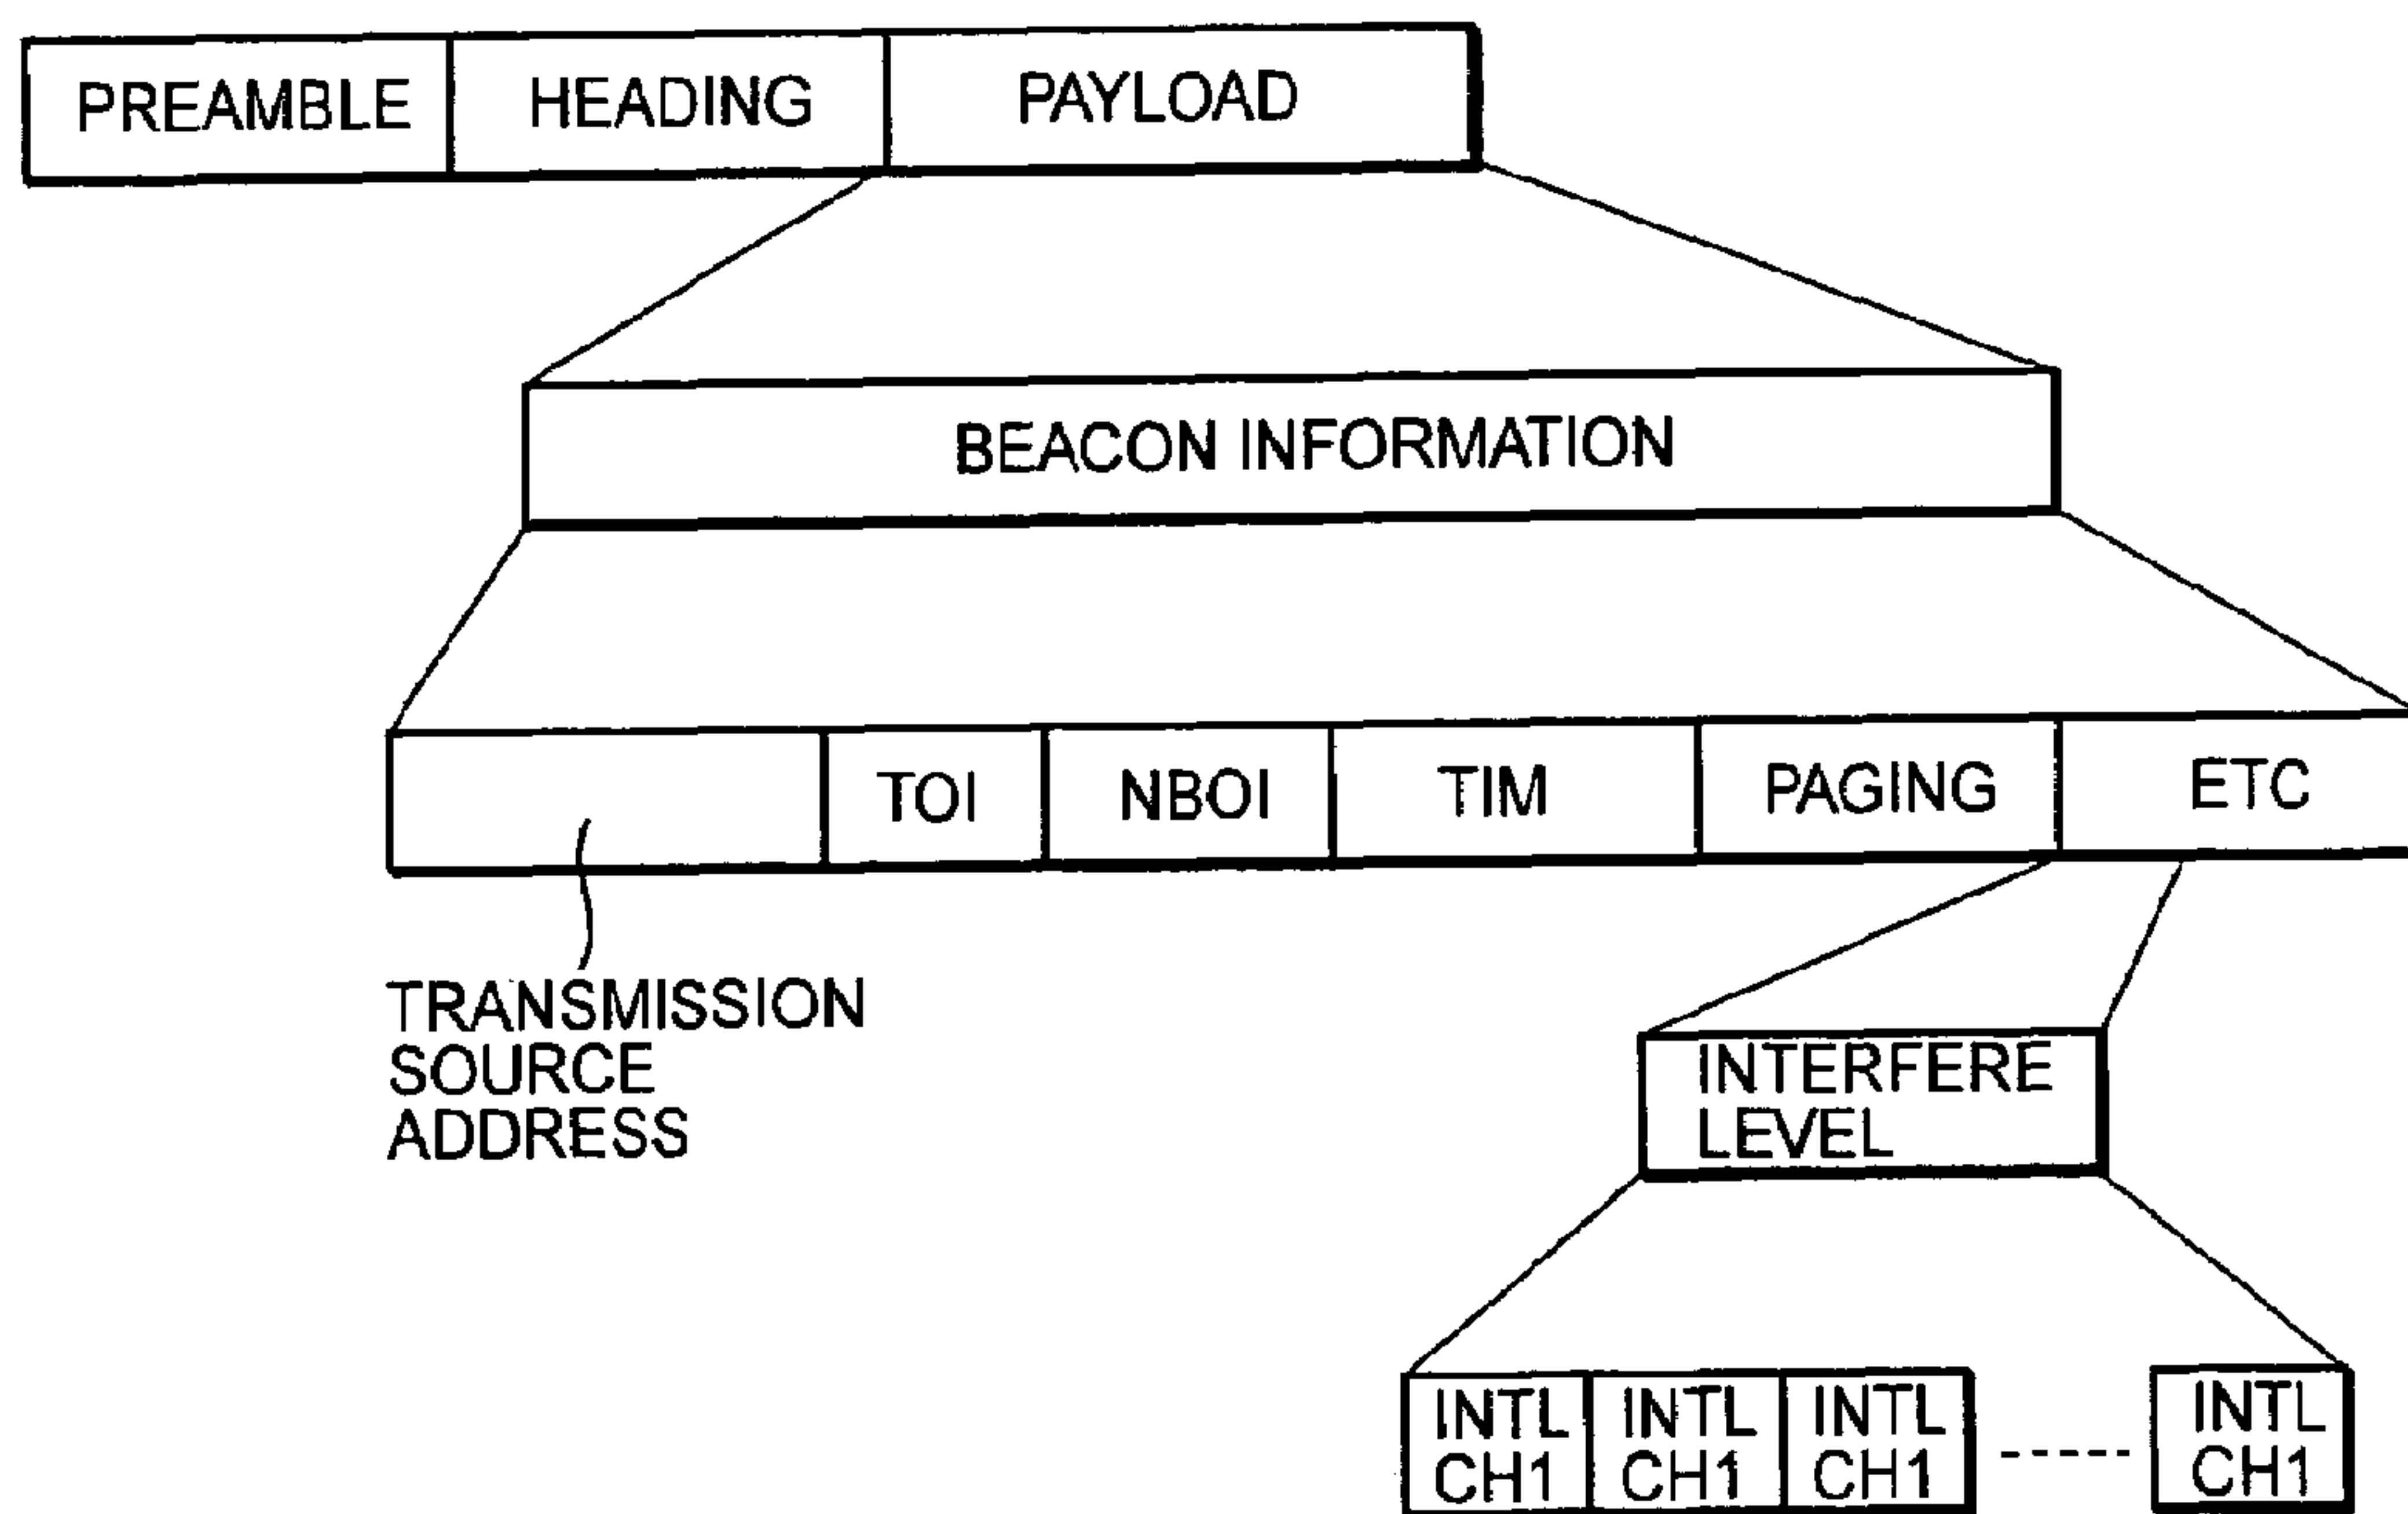 PREAMBLE HEADING PAYLOAD
BEACON INFORMATION
TOI NBOI TIM PAGING ETC
TRANSMISSION
SOURCE
ADDRESS
INTERFERE
LEVEL
INTL INTL INTL INTL
CH1 CH1 CH1 CH1